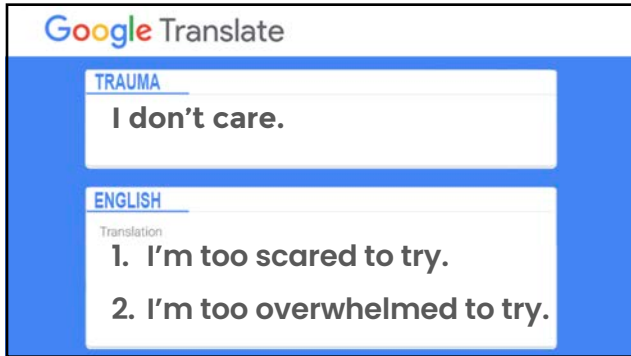 Google Translate
TRAUMA
I don’t care.
ENGLISH
Translation
1. I’m too scared to try.
2. I’m too overwhelmed to try.